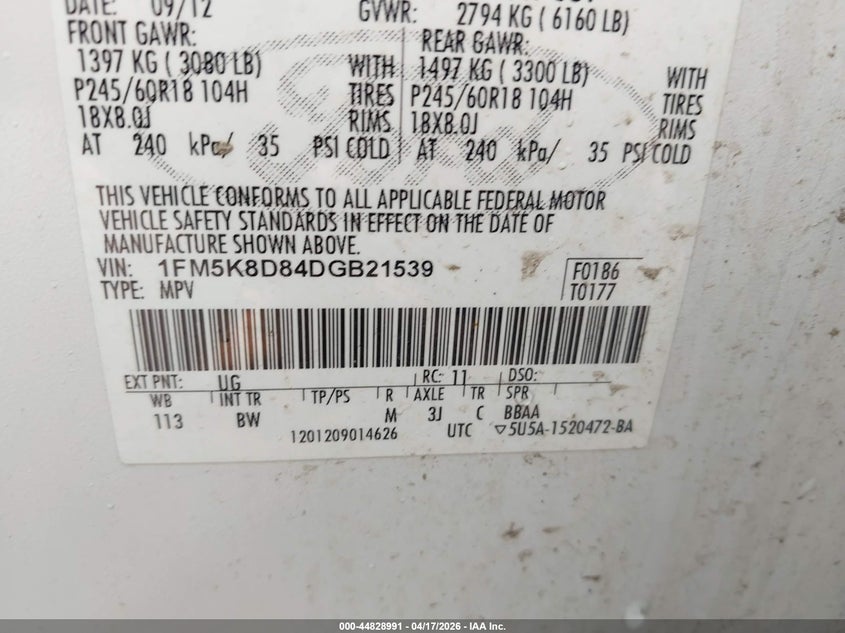 DATE: 09/12
GVWR: 2794 KG ( 6160 LB)
FRONT GAWR:
REAR GAWR:
1397 KG ( 3080 LB) WITH 1497 KG ( 3300 LB) WITH
P245/60R18 104H TIRES P245/60R18 104H TIRES
18X8.0J RIMS 18X8.0J RIMS
AT 240 kPa/ 35 PSI COLD AT 240 kPa/ 35 PSI COLD
THIS VEHICLE CONFORMS TO ALL APPLICABLE FEDERAL MOTOR
VEHICLE SAFETY STANDARDS IN EFFECT ON THE DATE OF
MANUFACTURE SHOWN ABOVE.
VIN: 1FM5K8D84DGB21539 F0186
TYPE: MPV T0177
EXT PNT: UG RC: 11 DSO:
WB INT TR TP/PS R AXLE TR SPR
113 BW M 3J C BBAA
1201209014626 UTC ▽5U5A-1520472-BA
000-44828991 - 04/17/2026 - IAA Inc.